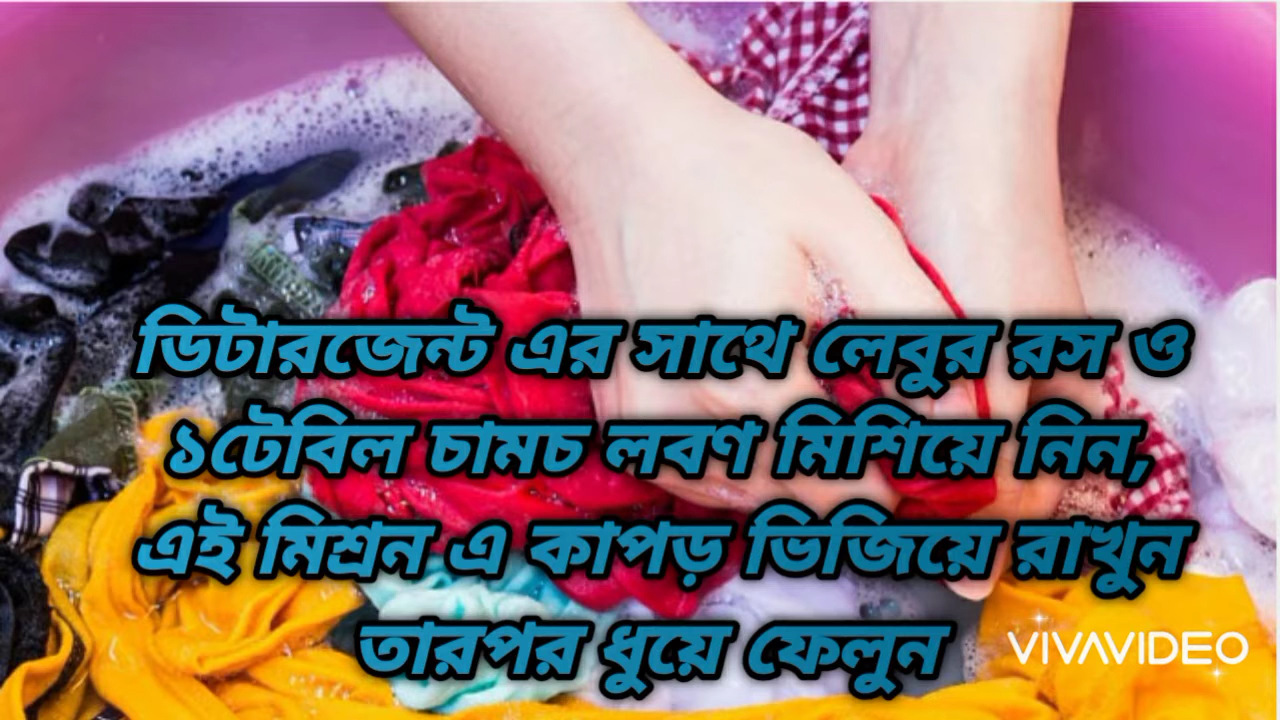 ডিটারজেন্ট এর সাথে লেবুর রস ও
১টেবিল চামচ লবণ মিশিয়ে নিন,
এই মিশ্রন এ কাপড় ভিজিয়ে রাখুন
তারপর ধুয়ে ফেলুন
VIVAVIDEO